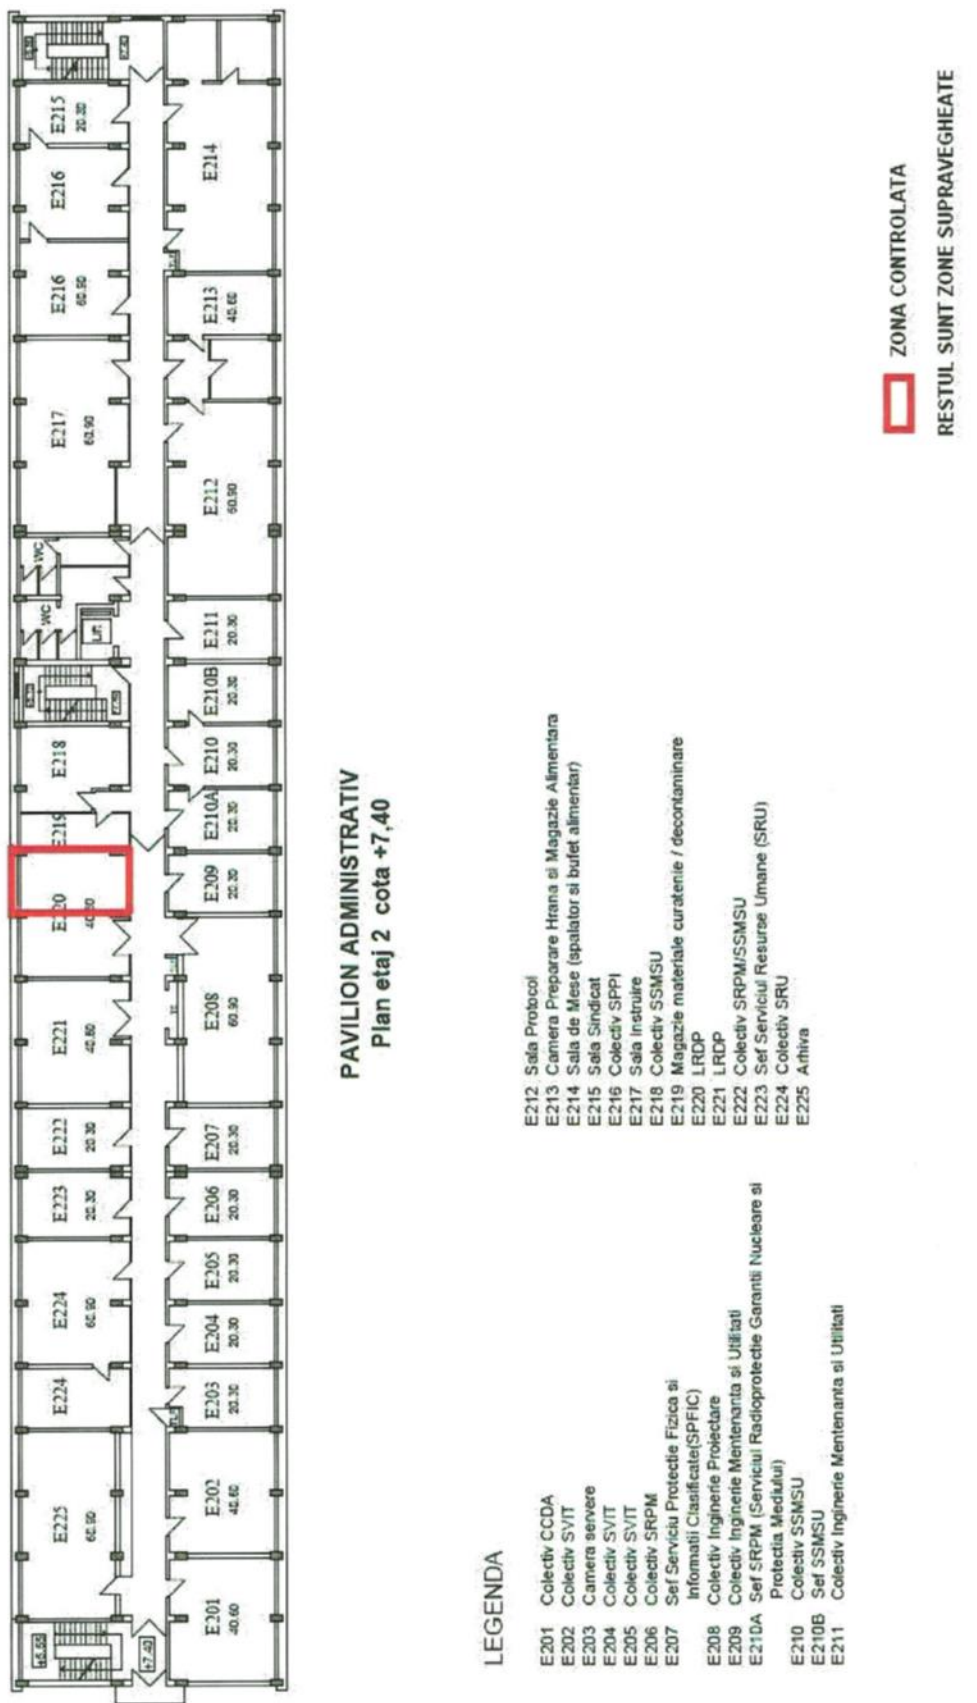 E215
20.30
E216
E216
60.90
E217
60.90
WC
WC
Lift
E218
E219
E220
E221
40.60
E222
20.30
E223
20.30
E224
60.90
E224
E225
60.90
+7.40
E214
E213
40.60
E212
60.90
E211
20.30
E210B
20.30
E210
20.30
E210A
20.30
E209
20.30
E208
60.90
E207
20.30
E206
20.30
E205
20.30
E204
20.30
E203
20.30
E202
40.60
E201
40.60
PAVILION ADMINISTRATIV
Plan etaj 2 cota +7,40
LEGENDA
E201 Colectiv CCDA
E202 Colectiv SVIT
E203 Camera servere
E204 Colectiv SVIT
E205 Colectiv SVIT
E206 Colectiv SRPM
E207 Sef Serviciu Protectie Fizica si
Informatii Clasificate(SPFIC)
E208 Colectiv Inginerie Proiectare
E209 Colectiv Inginerie Mentenanta si Utilitati
E210A Sef SRPM (Serviciul Radioprotectie Garantii Nucleare si
Protectia Mediului)
E210 Colectiv SSMSU
E210B Sef SSMSU
E211 Colectiv Inginerie Mentenanta si Utilitati
E212 Sala Protocol
E213 Camera Preparare Hrana si Magazie Alimentara
E214 Sala de Mese (spalator si bufet alimentar)
E215 Sala Sindicat
E216 Colectiv SPPI
E217 Sala Instruire
E218 Colectiv SSMSU
E219 Magazie materiale curatenie / decontaminare
E220 LRDP
E221 LRDP
E222 Colectiv SRPM/SSMSU
E223 Sef Serviciul Resurse Umane (SRU)
E224 Colectiv SRU
E225 Arhiva
ZONA CONTROLATA
RESTUL SUNT ZONE SUPRAVEGHEATE